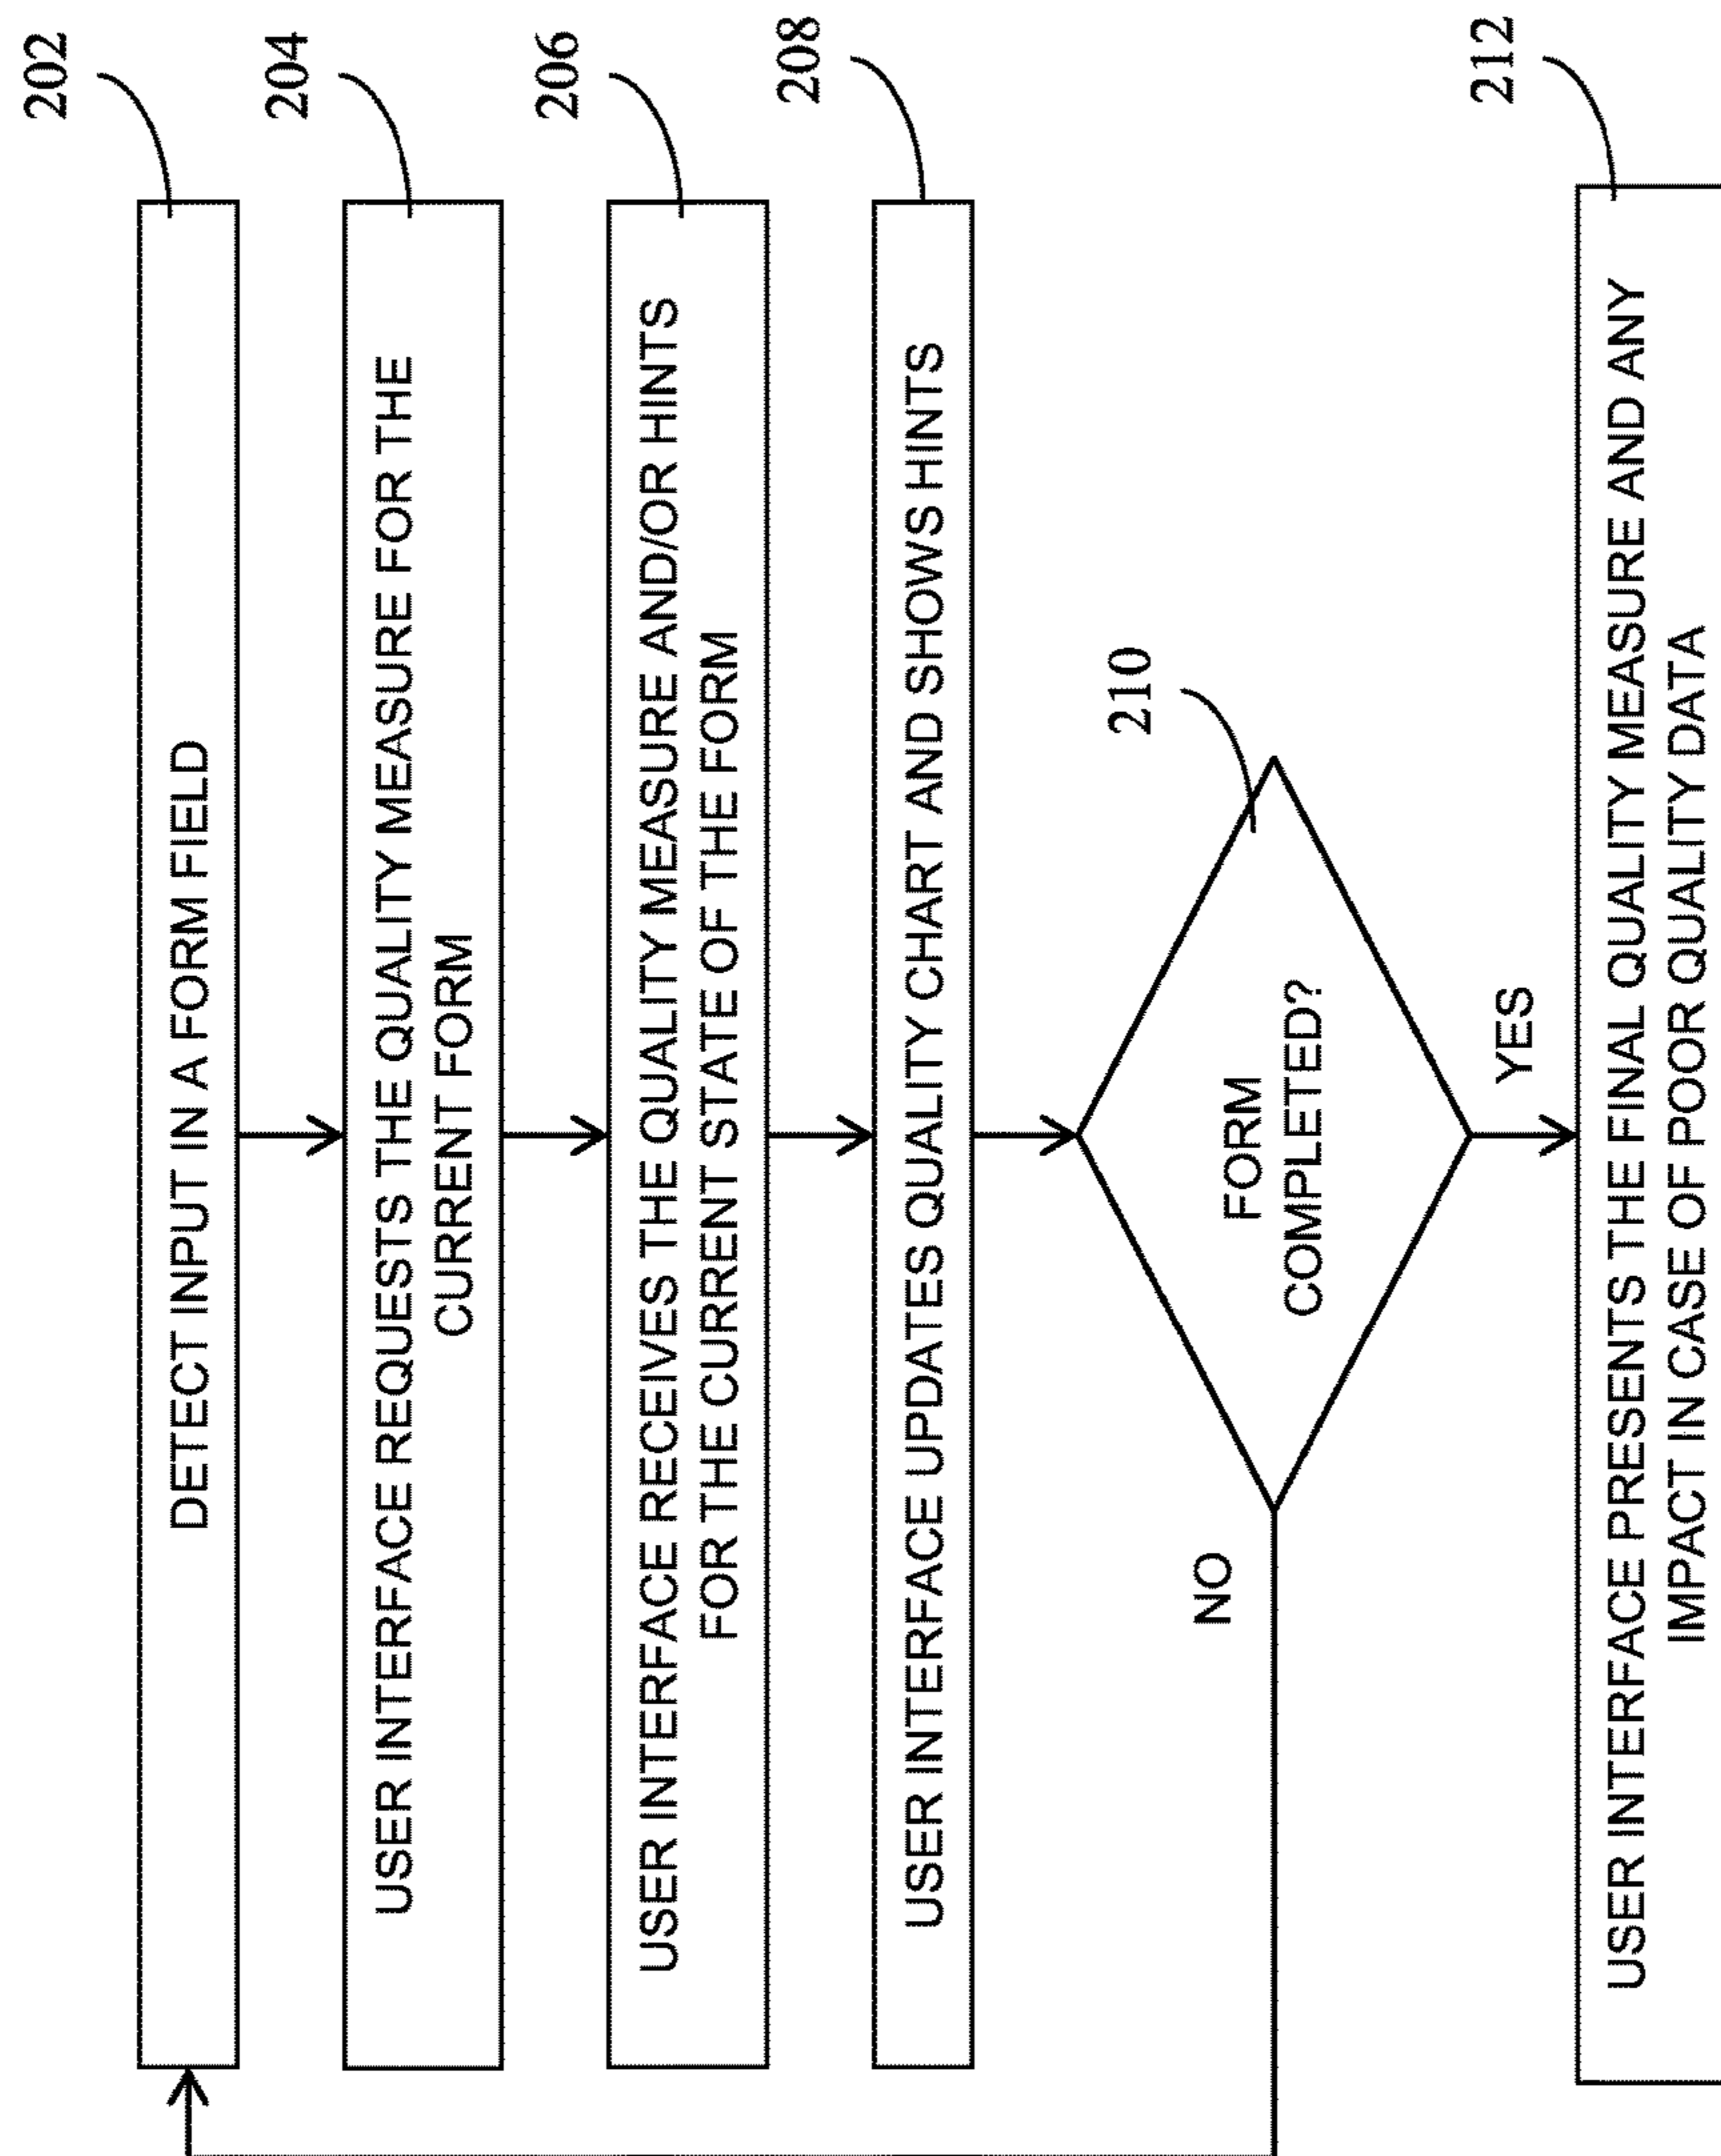 202
DETECT INPUT IN A FORM FIELD
204
USER INTERFACE REQUESTS THE QUALITY MEASURE FOR THE
CURRENT FORM
206
USER INTERFACE RECEIVES THE QUALITY MEASURE AND/OR HINTS
FOR THE CURRENT STATE OF THE FORM
208
USER INTERFACE UPDATES QUALITY CHART AND SHOWS HINTS
210
FORM
COMPLETED?
NO
YES
212
USER INTERFACE PRESENTS THE FINAL QUALITY MEASURE AND ANY
IMPACT IN CASE OF POOR QUALITY DATA